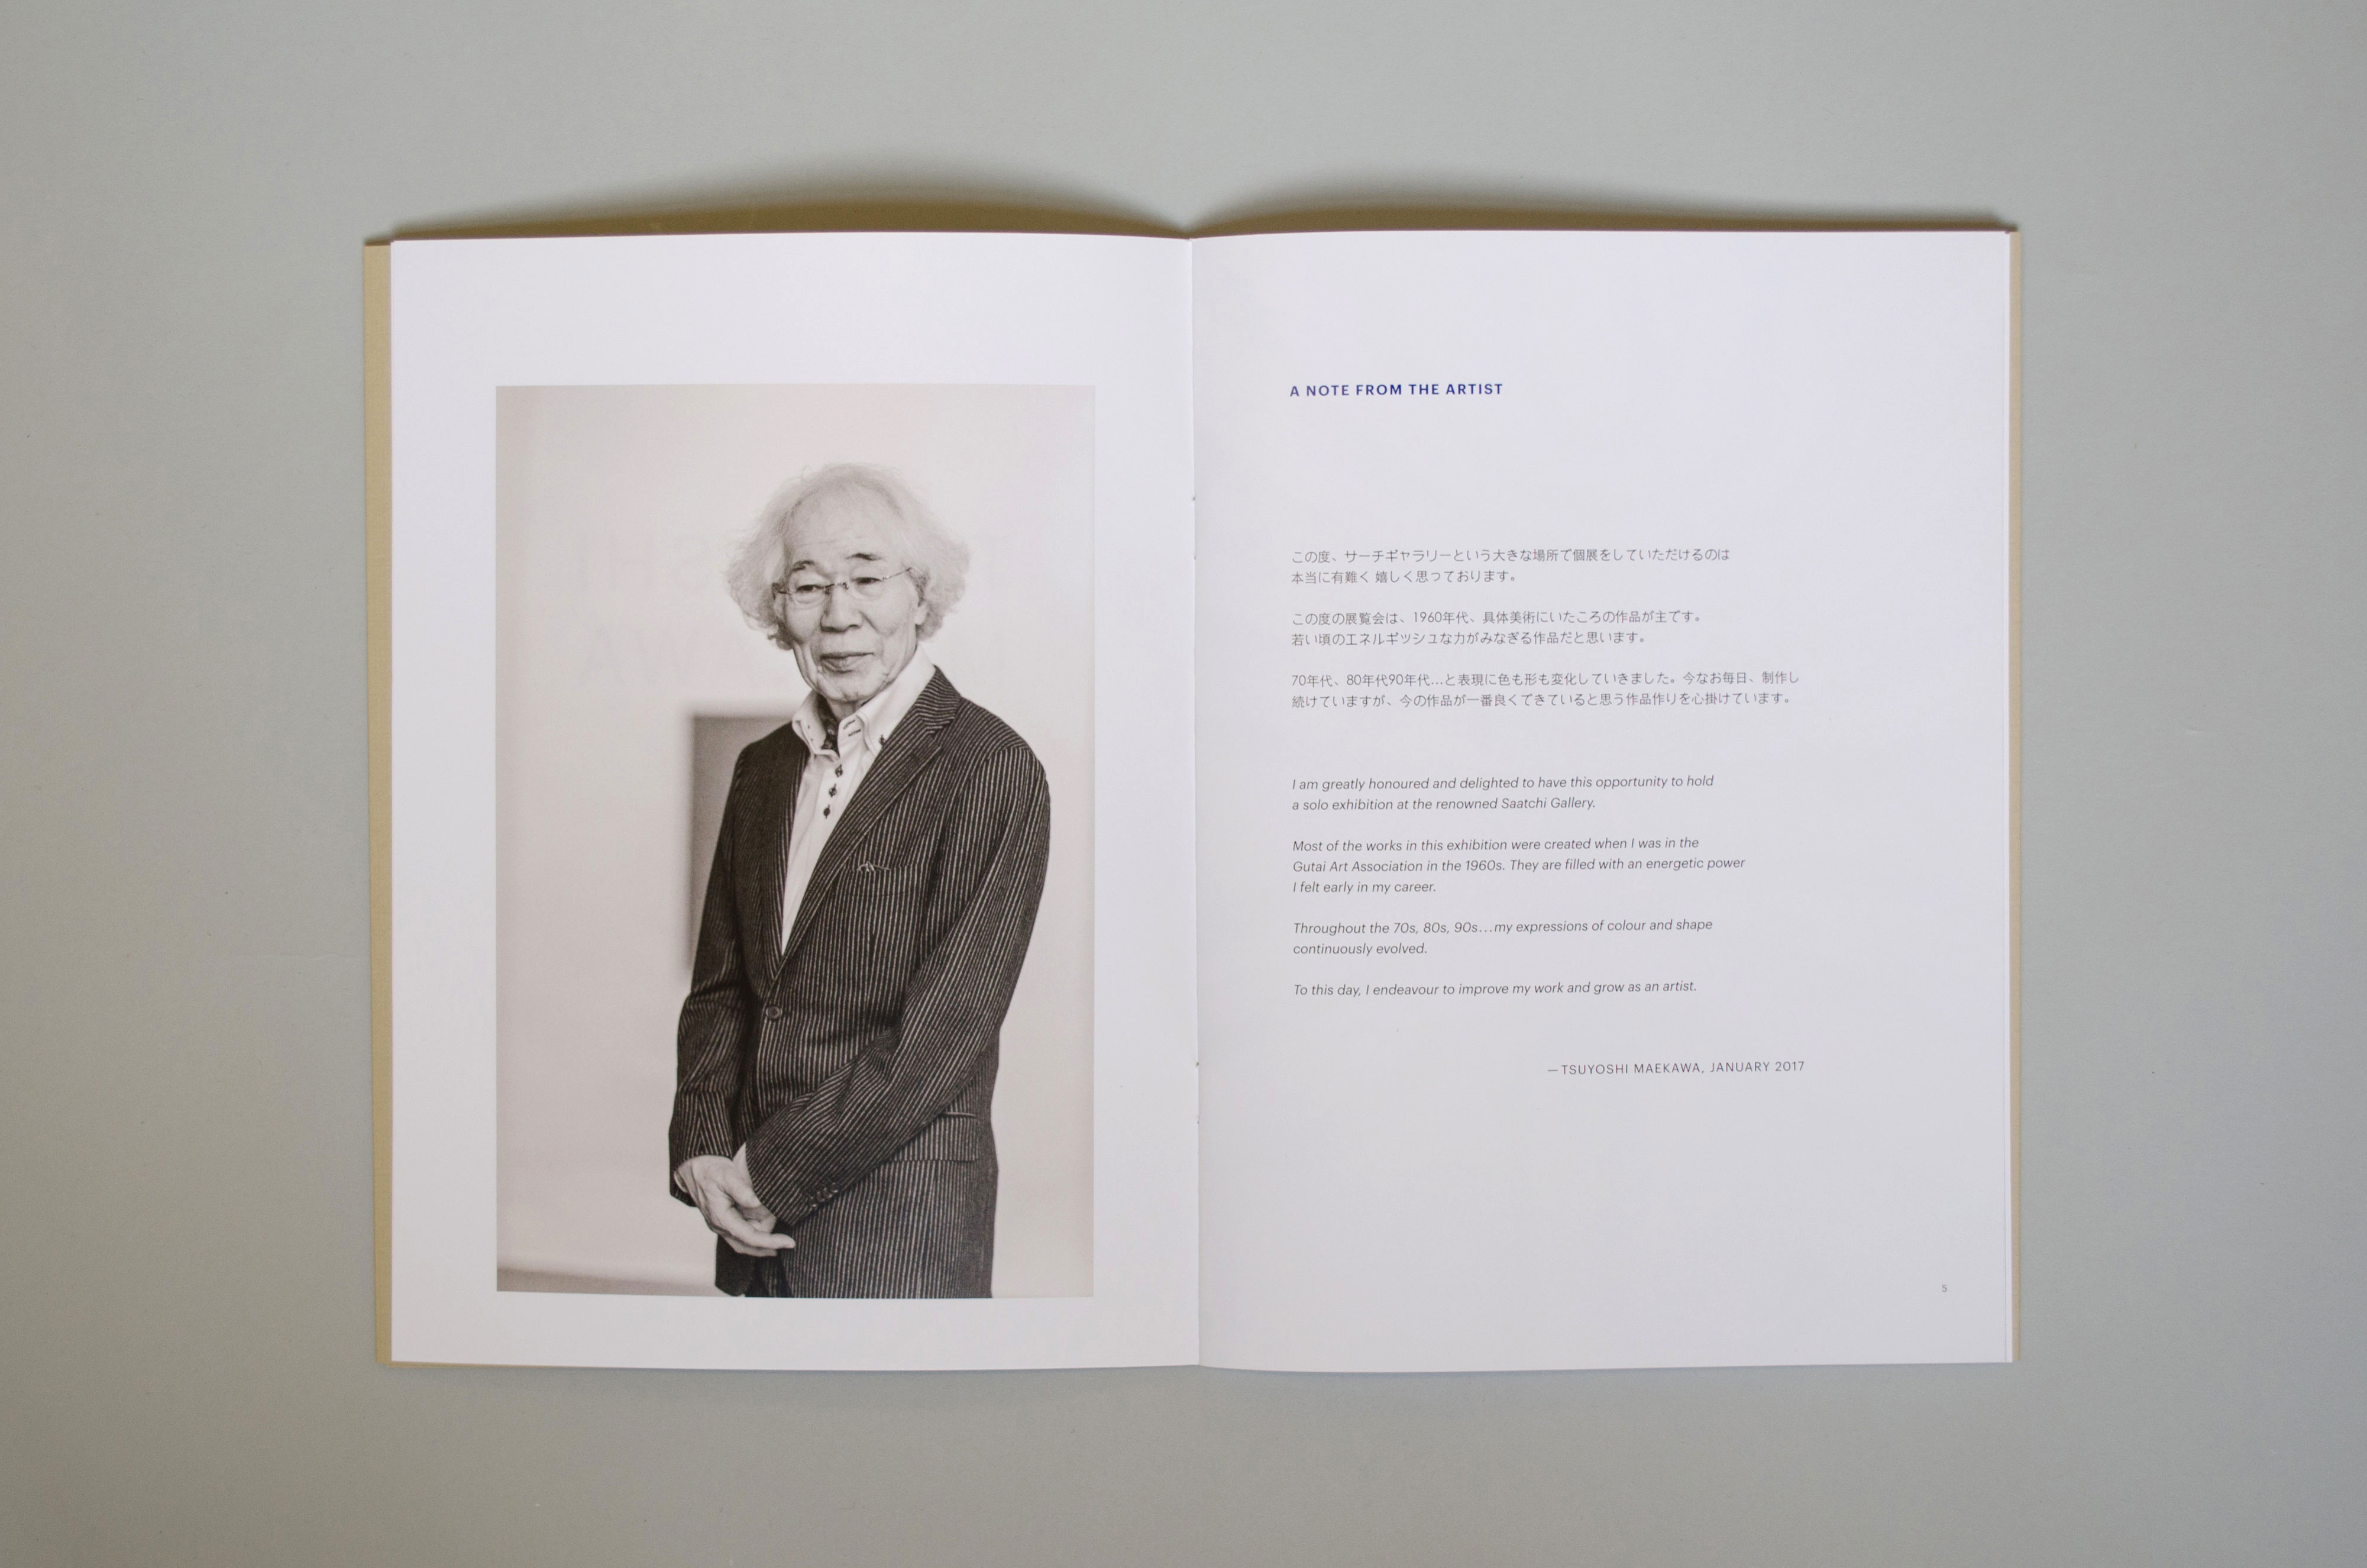 A NOTE FROM THE ARTIST
この度、サーチギャラリーという大きな場所で個展をしていただけるのは
本当に有難く 嬉しく思っております。
この度の展覧会は、1960年代、具体美術にいたころの作品が主です。
若い頃のエネルギッシュな力がみなぎる作品だと思います。
70年代、80年代90年代…と表現に色も形も変化していきました。今なお毎日、制作し
続けていますが、今の作品が一番良くできていると思う作品作りを心掛けています。
I am greatly honoured and delighted to have this opportunity to hold
a solo exhibition at the renowned Saatchi Gallery.
Most of the works in this exhibition were created when I was in the
Gutai Art Association in the 1960s. They are filled with an energetic power
I felt early in my career.
Throughout the 70s, 80s, 90s...my expressions of colour and shape
continuously evolved.
To this day, I endeavour to improve my work and grow as an artist.
—TSUYOSHI MAEKAWA, JANUARY 2017
5